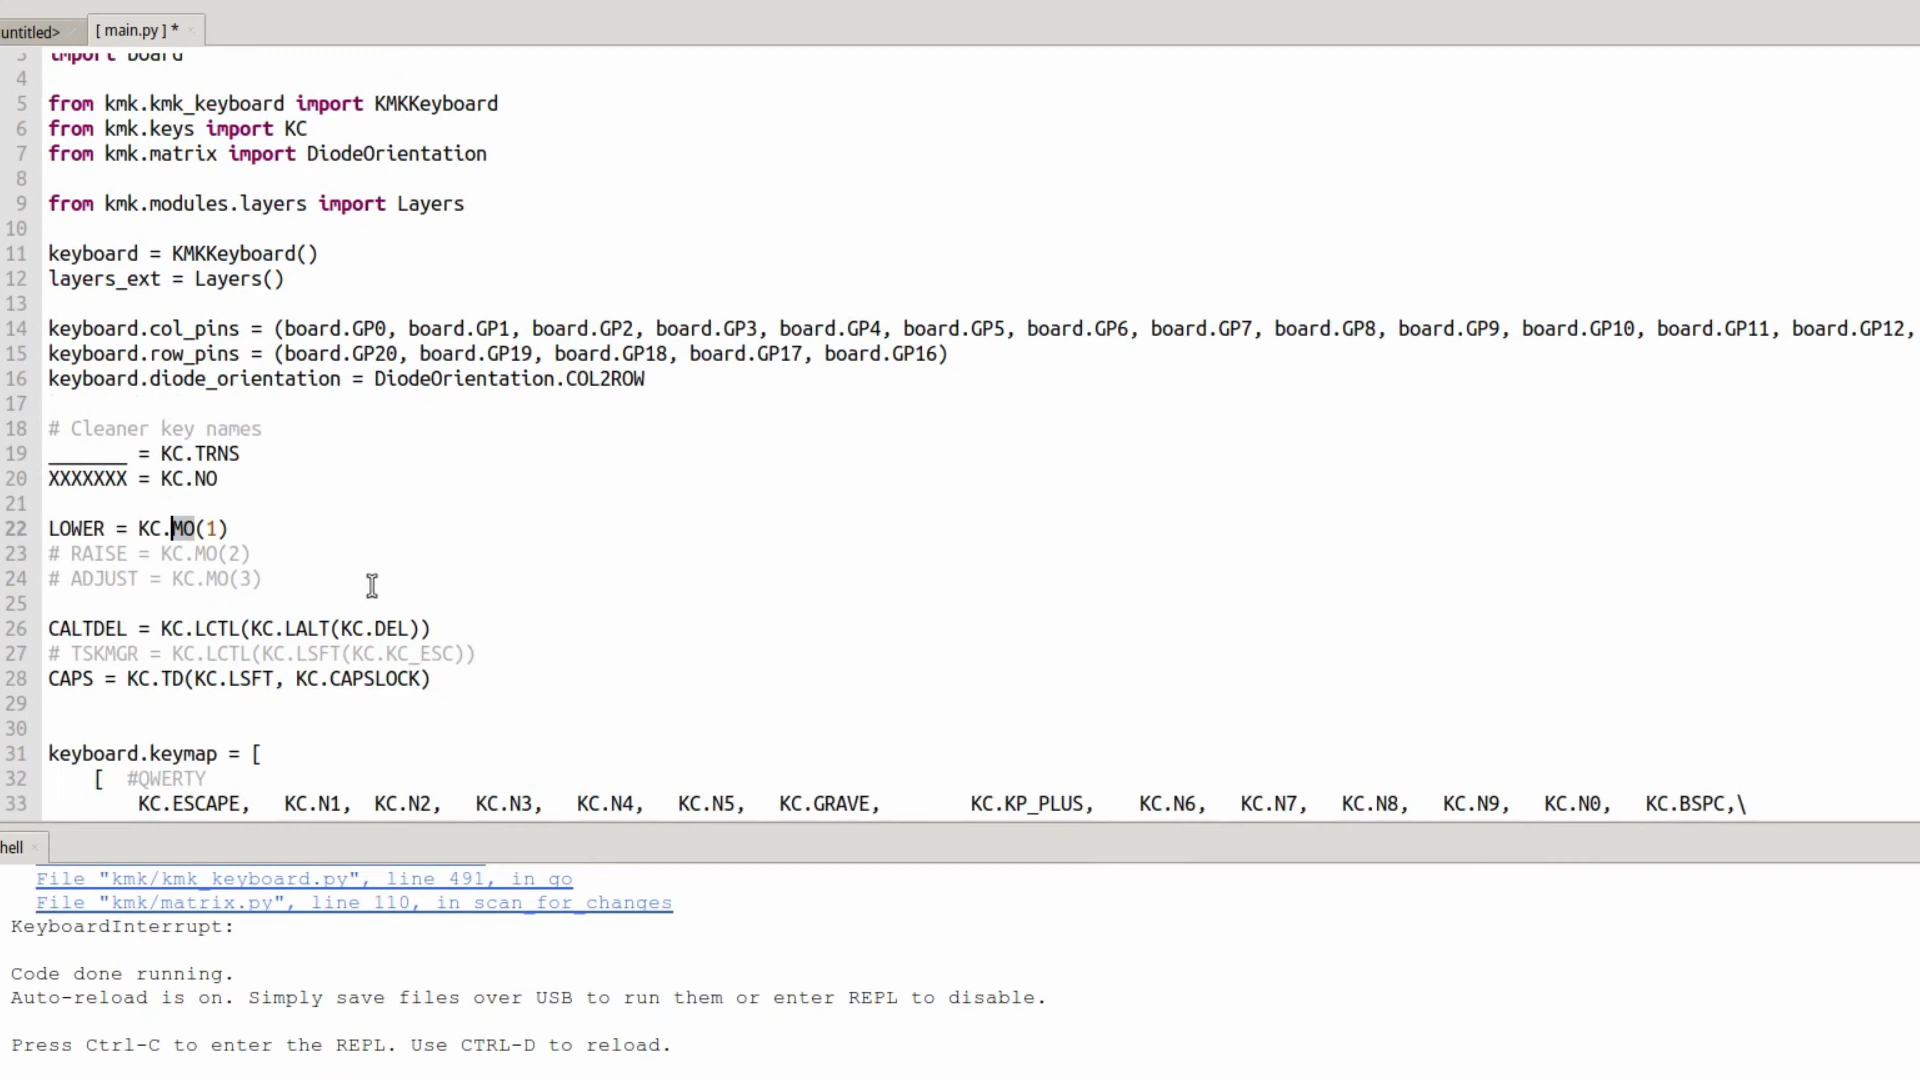 untitled>
[ main.py ] *
3 import board
4
5 from kmk.kmk_keyboard import KMKKeyboard
6 from kmk.keys import KC
7 from kmk.matrix import DiodeOrientation
8
9 from kmk.modules.layers import Layers
10
11 keyboard = KMKKeyboard()
12 layers_ext = Layers()
13
14 keyboard.col_pins = (board.GP0, board.GP1, board.GP2, board.GP3, board.GP4, board.GP5, board.GP6, board.GP7, board.GP8, board.GP9, board.GP10, board.GP11, board.GP12,
15 keyboard.row_pins = (board.GP20, board.GP19, board.GP18, board.GP17, board.GP16)
16 keyboard.diode_orientation = DiodeOrientation.COL2ROW
17
18 # Cleaner key names
19 _______ = KC.TRNS
20 XXXXXXX = KC.NO
21
22 LOWER = KC.MO(1)
23 # RAISE = KC.MO(2)
24 # ADJUST = KC.MO(3)
25
26 CALTDEL = KC.LCTL(KC.LALT(KC.DEL))
27 # TSKMGR = KC.LCTL(KC.LSFT(KC.KC_ESC))
28 CAPS = KC.TD(KC.LSFT, KC.CAPSLOCK)
29
30
31 keyboard.keymap = [
32 [ #QWERTY
33 KC.ESCAPE, KC.N1, KC.N2, KC.N3, KC.N4, KC.N5, KC.GRAVE, KC.KP_PLUS, KC.N6, KC.N7, KC.N8, KC.N9, KC.N0, KC.BSPC,\
hell
File "kmk/kmk_keyboard.py", line 491, in go
File "kmk/matrix.py", line 110, in scan_for_changes
KeyboardInterrupt:
Code done running.
Auto-reload is on. Simply save files over USB to run them or enter REPL to disable.
Press Ctrl-C to enter the REPL. Use CTRL-D to reload.